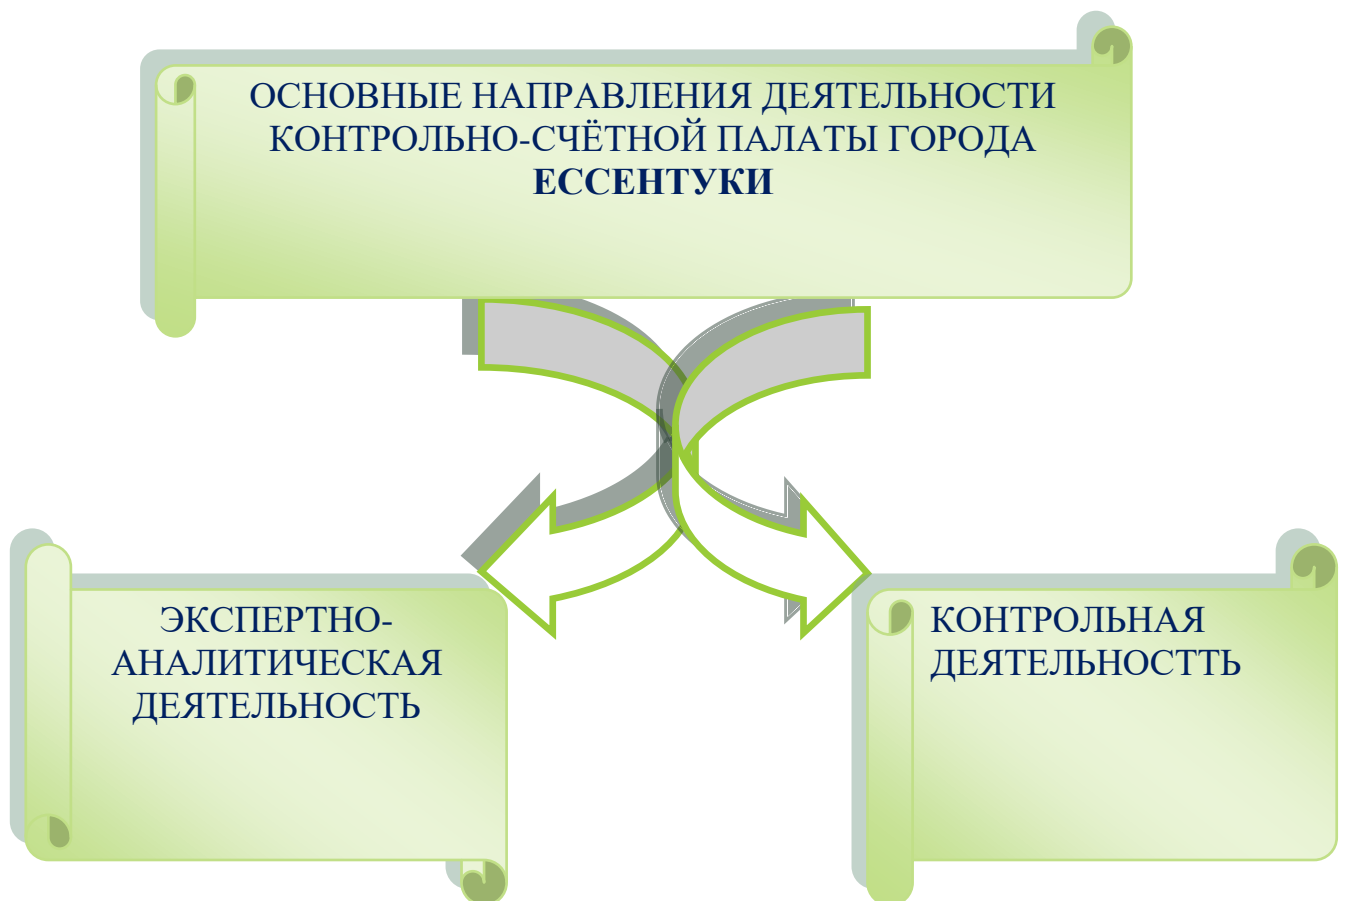 ОСНОВНЫЕ НАПРАВЛЕНИЯ ДЕЯТЕЛЬНОСТИ
КОНТРОЛЬНО-СЧЁТНОЙ ПАЛАТЫ ГОРОДА
ЕССЕНТУКИ
ЭКСПЕРТНО-
АНАЛИТИЧЕСКАЯ
ДЕЯТЕЛЬНОСТЬ
КОНТРОЛЬНАЯ
ДЕЯТЕЛЬНОСТТЬ